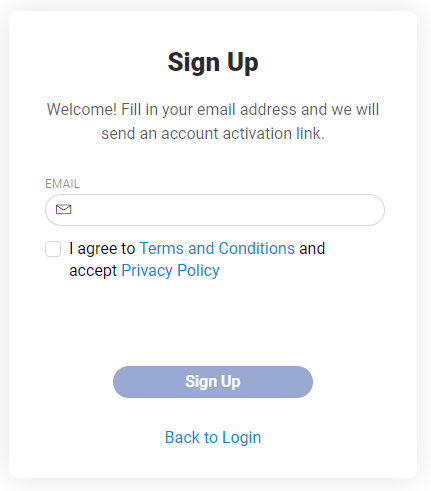 Sign Up
Welcome! Fill in your email address and we will
send an account activation link.
EMAIL
I agree to Terms and Conditions and
accept Privacy Policy
Sign Up
Back to Login